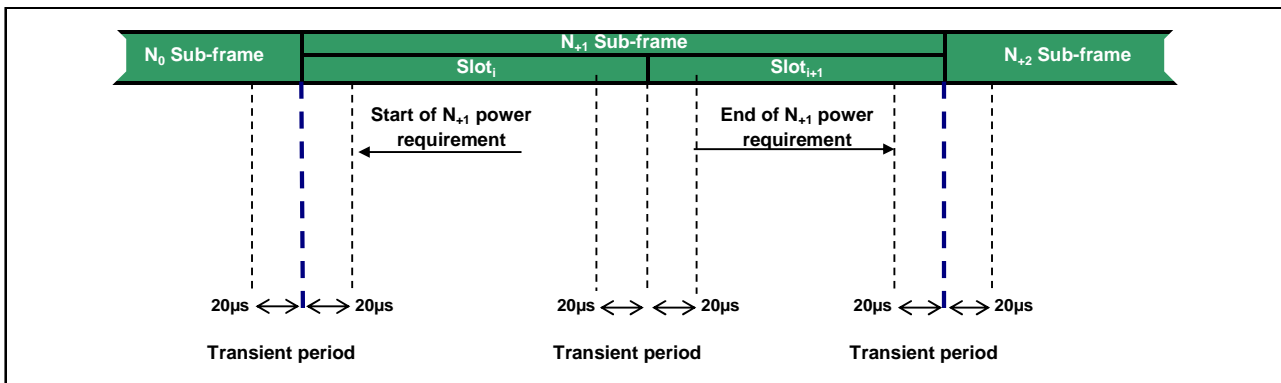 N+1 Sub-frame
N0 Sub-frame
N+2 Sub-frame
Sloti
Sloti+1
Start of N+1 power
requirement
End of N+1 power
requirement
20µs
20µs
20µs
20µs
20µs
20µs
Transient period
Transient period
Transient period